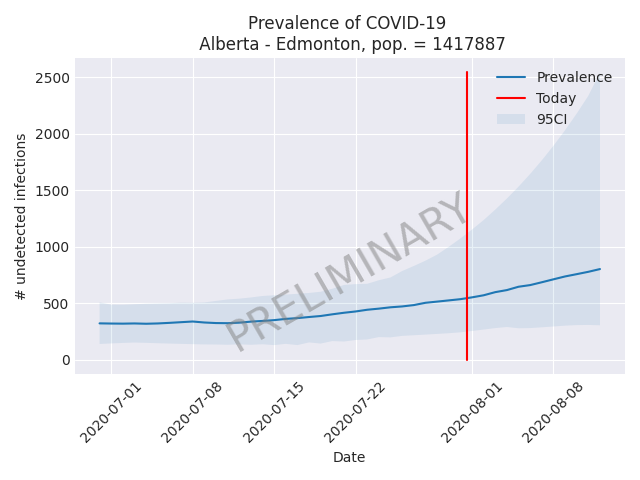 Prevalence of COVID-19
Alberta - Edmonton, pop. = 1417887
2500
2000
1500
1000
500
0
# undetected infections
Prevalence
Today
95CI
PRELIMINARY
2020-07-01
2020-07-08
2020-07-15
2020-07-22
2020-08-01
2020-08-08
Date